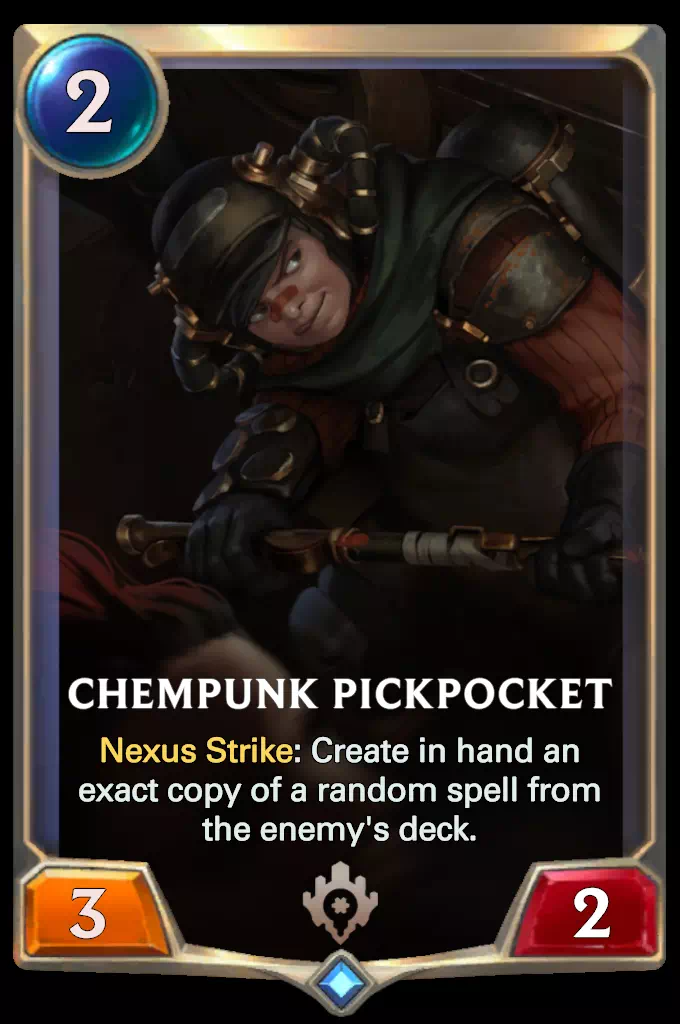 2
CHEMPUNK PICKPOCKET
Nexus Strike: Create in hand an
exact copy of a random spell from
the enemy's deck.
3
2